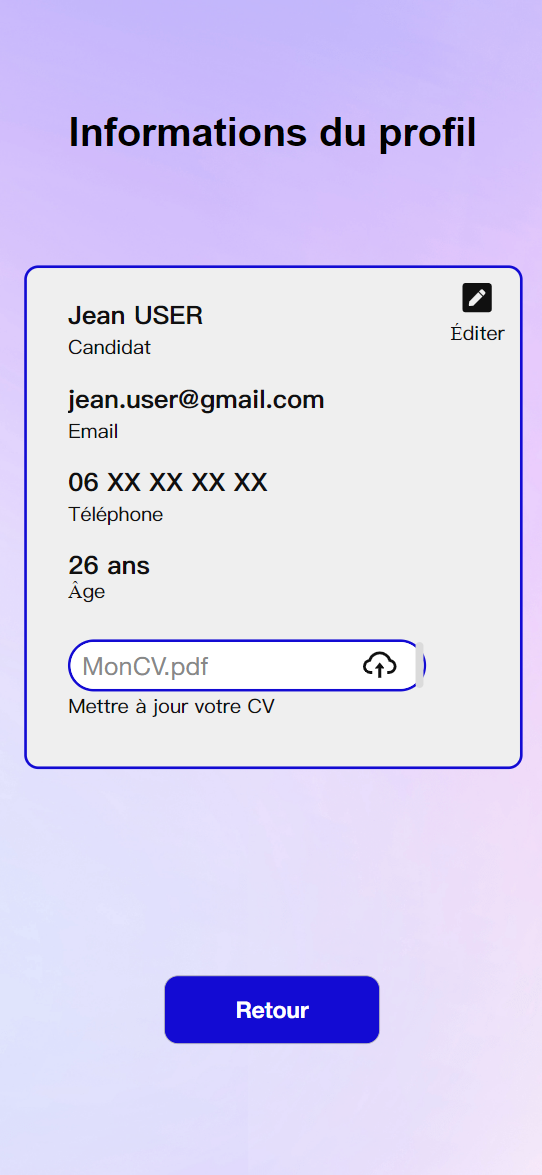 Informations du profil
Jean USER
Candidat
Éditer
jean.user@gmail.com
Email
06 XX XX XX XX
Téléphone
26 ans
Âge
MonCV.pdf
Mettre à jour votre CV
Retour